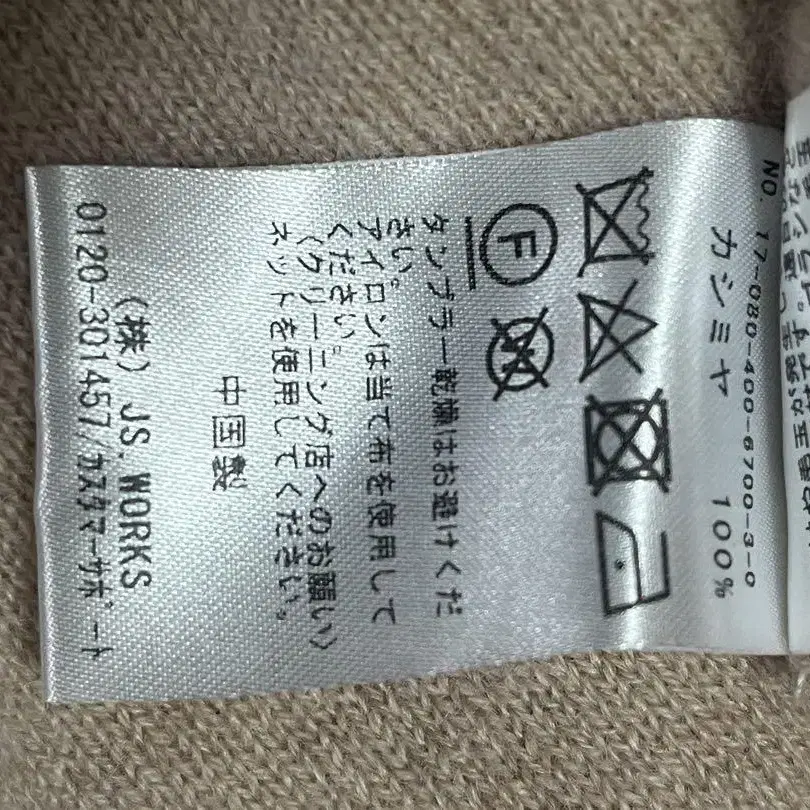 NO. 17-080-400-6700-3-0
カシミヤ 100%
F
W
タンブラー乾燥はお避けくだ
さい。
アイロンは当て布を使用して
ください。
〈クリーニング店へのお願い〉
ネットを使用してください。
中国製
(株) JS.WORKS
0120-301457/カスタマーサポート